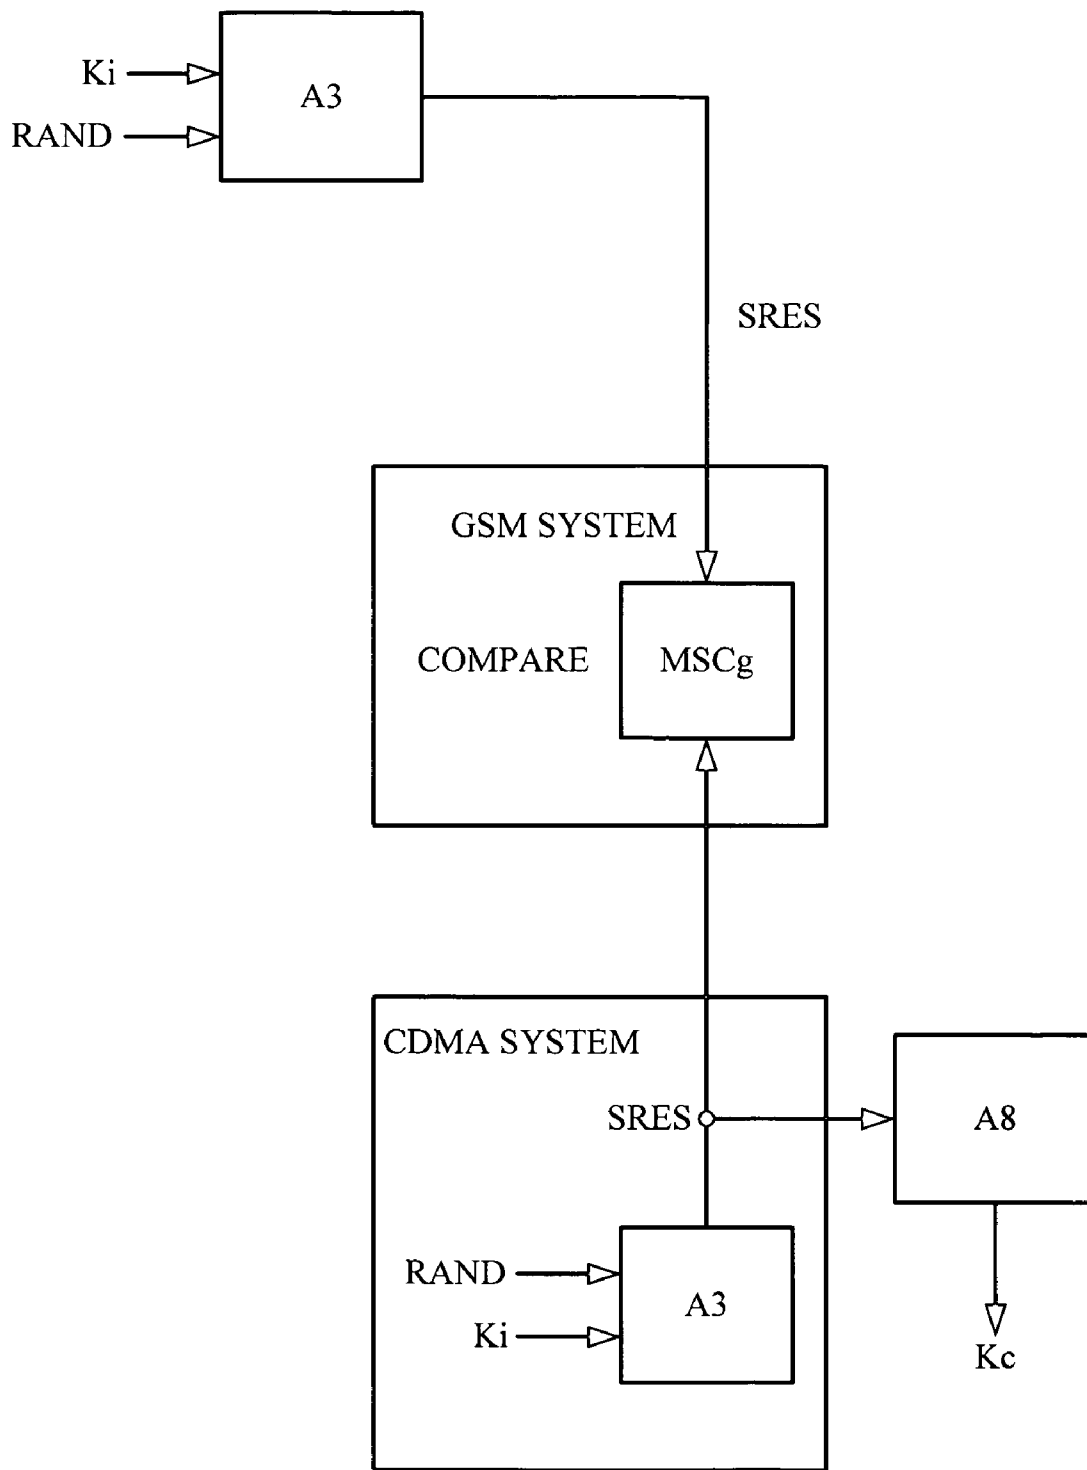 Ki
A3
RAND
SRES
GSM SYSTEM
COMPARE
MSCg
CDMA SYSTEM
SRES
A8
RAND
A3
Ki
Kc